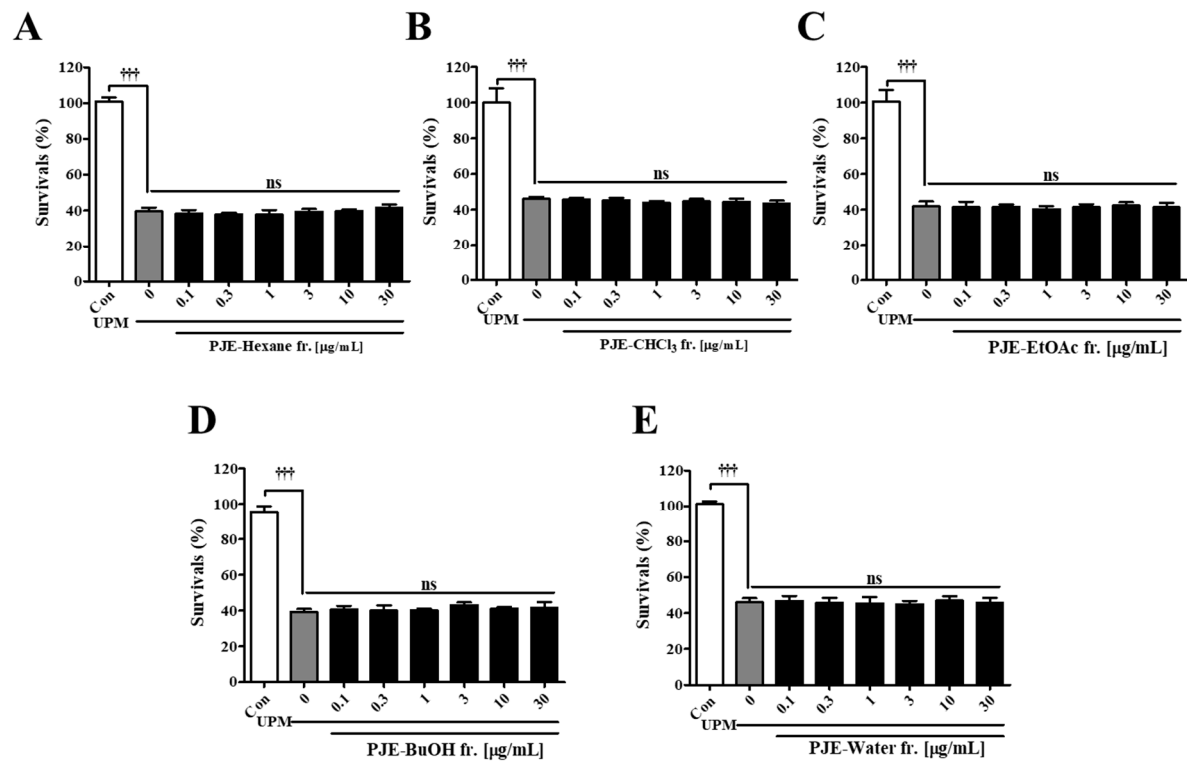 A
B
C
†††
ns
Survivals (%)
120
100
80
60
40
20
0
Con
0
0.1
0.3
1
3
10
30
UPM
PJE-Hexane fr. [μg/mL]
†††
ns
Survivals (%)
120
100
80
60
40
20
0
Con
0
0.1
0.3
1
3
10
30
UPM
PJE-CHCl₃ fr. [μg/mL]
†††
ns
Survivals (%)
120
100
80
60
40
20
0
Con
0
0.1
0.3
1
3
10
30
UPM
PJE-EtOAc fr. [μg/mL]
D
E
†††
ns
Survivals (%)
120
100
80
60
40
20
0
Con
0
0.1
0.3
1
3
10
30
UPM
PJE-BuOH fr. [μg/mL]
†††
ns
Survivals (%)
120
100
80
60
40
20
0
Con
0
0.1
0.3
1
3
10
30
UPM
PJE-Water fr. [μg/mL]